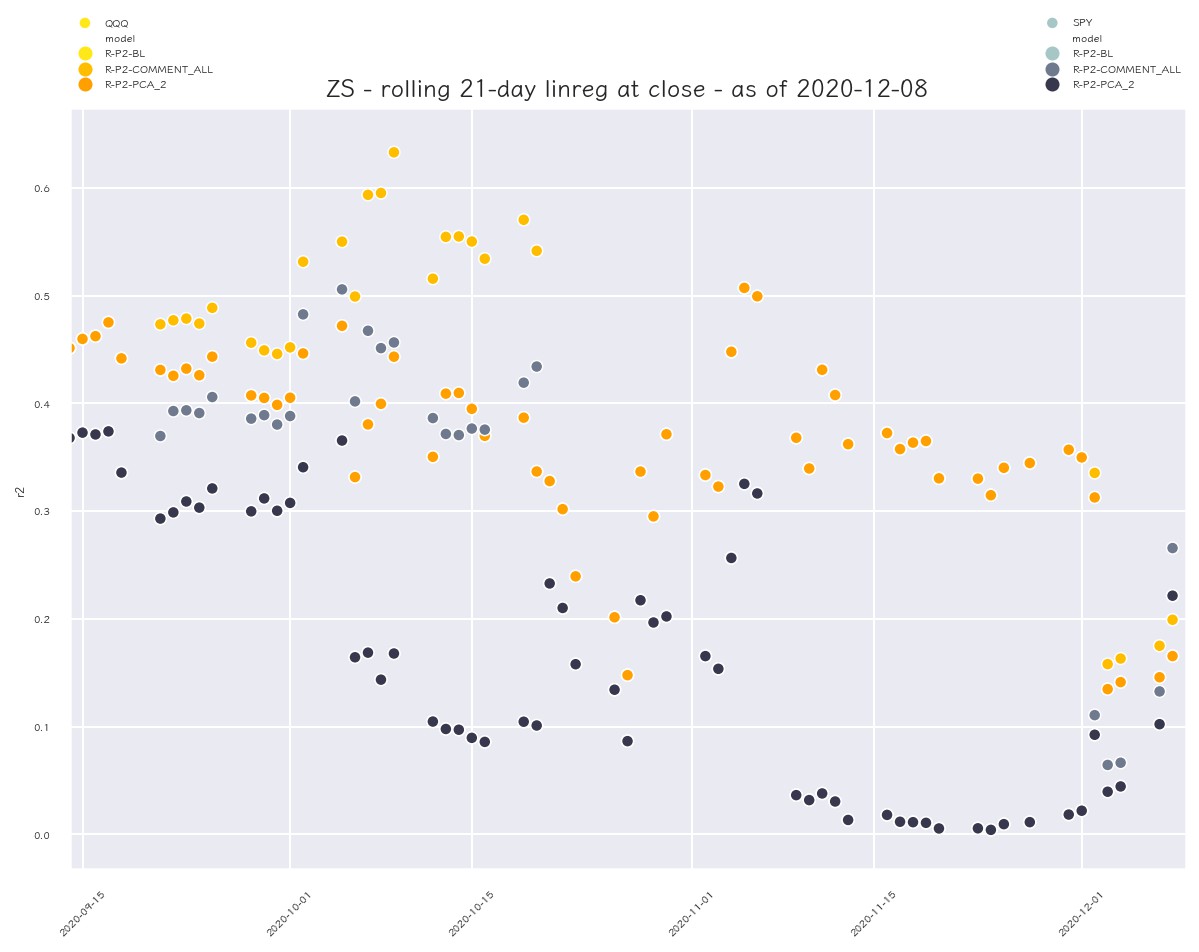 QQQ
model
R-P2-BL
R-P2-COMMENT_ALL
R-P2-PCA_2
SPY
model
R-P2-BL
R-P2-COMMENT_ALL
R-P2-PCA_2
ZS - rolling 21-day linreg at close - as of 2020-12-08
0.6
0.5
0.4
0.3
0.2
0.1
0.0
r2
2020-09-15
2020-10-01
2020-10-15
2020-11-01
2020-11-15
2020-12-01